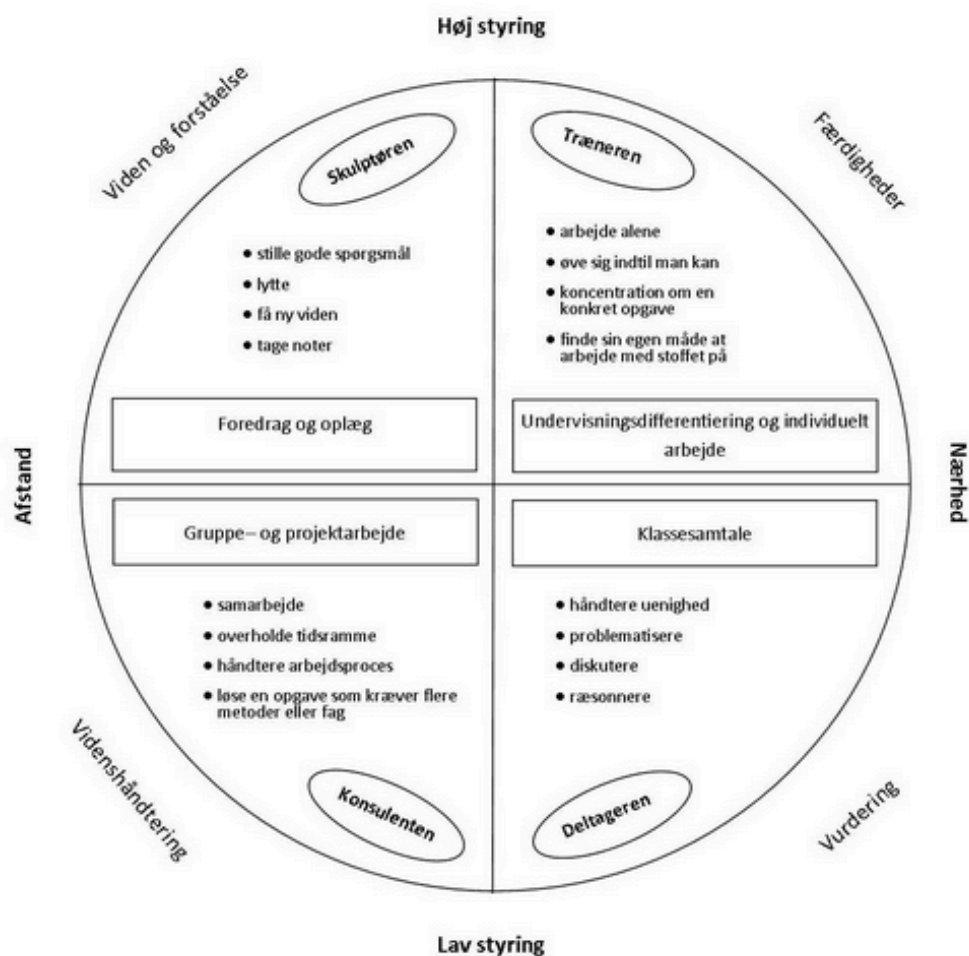 Høj styring
Viden og forståelse
Færdigheder
Skulptøren
Træneren
• stille gode spørgsmål
• lytte
• få ny viden
• tage noter
• arbejde alene
• øve sig indtil man kan
• koncentration om en
konkret opgave
• finde sin egen måde at
arbejde med stoffet på
Foredrag og oplæg
Undervisningsdifferentiering og individuelt
arbejde
Afstand
Nærhed
Gruppe– og projektarbejde
Klassesamtale
• samarbejde
• overholde tidsramme
• håndtere arbejdsproces
• løse en opgave som kræver flere
metoder eller fag
• håndtere uenighed
• problematisere
• diskutere
• ræsonnere
Konsulenten
Deltageren
Videnshåndtering
Vurdering
Lav styring